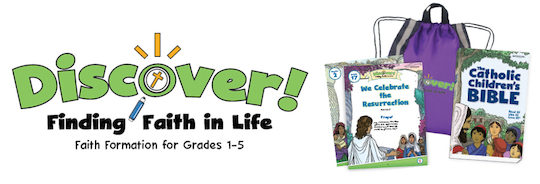 Discover!
Finding Faith in Life
Faith Formation for Grades 1-5
We Celebrate
the
Resurrection
The
Catholic
Children's
BIBLE